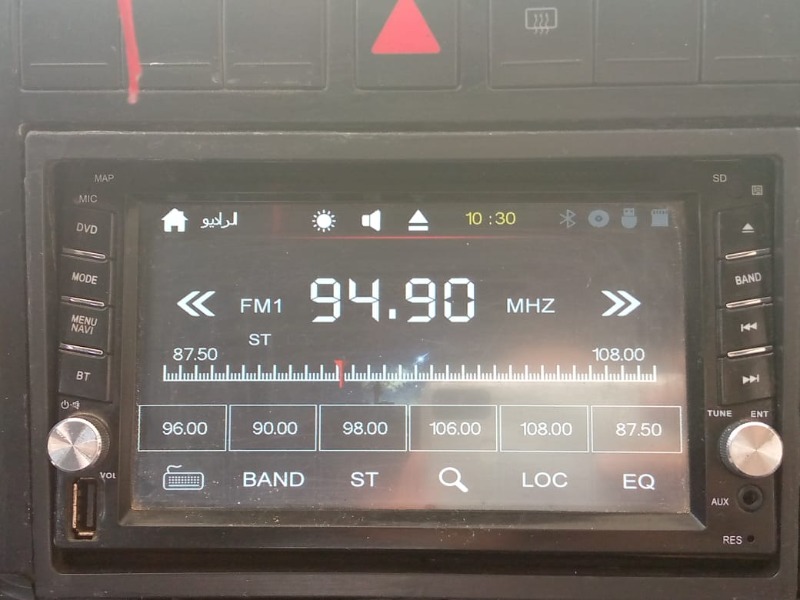 MAP
MIC
DVD
MODE
MENU
NAVI
BT
VOL
الراديو
10:30
FM1 94.90 MHZ
ST
87.50 108.00
96.00 90.00 98.00 106.00 108.00 87.50
BAND ST LOC EQ
SD
BAND
TUNE ENT
AUX
RES